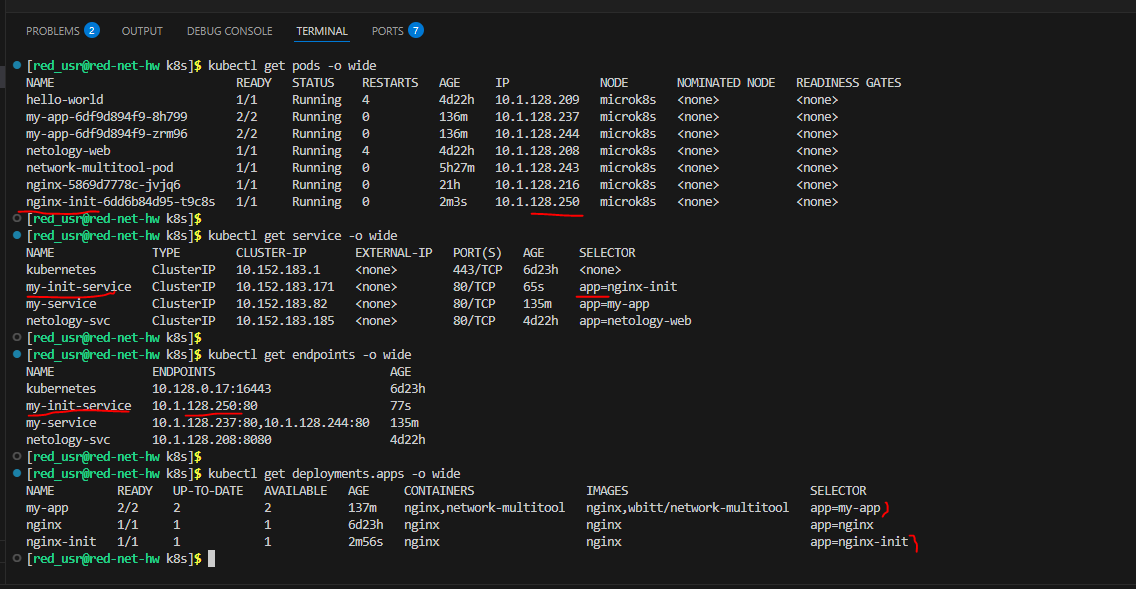 PROBLEMS 2 OUTPUT DEBUG CONSOLE TERMINAL PORTS 7
[red_usr@red-net-hw k8s]$ kubectl get pods -o wide
NAME READY STATUS RESTARTS AGE IP NODE NOMINATED NODE READINESS GATES
hello-world 1/1 Running 4 4d22h 10.1.128.209 microk8s <none> <none>
my-app-6df9d894f9-8h799 2/2 Running 0 136m 10.1.128.237 microk8s <none> <none>
my-app-6df9d894f9-zrm96 2/2 Running 0 136m 10.1.128.244 microk8s <none> <none>
netology-web 1/1 Running 4 4d22h 10.1.128.208 microk8s <none> <none>
network-multitool-pod 1/1 Running 0 5h27m 10.1.128.243 microk8s <none> <none>
nginx-5869d7778c-jvjq6 1/1 Running 0 21h 10.1.128.216 microk8s <none> <none>
nginx-init-6dd6b84d95-t9c8s 1/1 Running 0 2m3s 10.1.128.250 microk8s <none> <none>
[red_usr@red-net-hw k8s]$
[red_usr@red-net-hw k8s]$ kubectl get service -o wide
NAME TYPE CLUSTER-IP EXTERNAL-IP PORT(S) AGE SELECTOR
kubernetes ClusterIP 10.152.183.1 <none> 443/TCP 6d23h <none>
my-init-service ClusterIP 10.152.183.171 <none> 80/TCP 65s app=nginx-init
my-service ClusterIP 10.152.183.82 <none> 80/TCP 135m app=my-app
netology-svc ClusterIP 10.152.183.185 <none> 80/TCP 4d22h app=netology-web
[red_usr@red-net-hw k8s]$
[red_usr@red-net-hw k8s]$ kubectl get endpoints -o wide
NAME ENDPOINTS AGE
kubernetes 10.128.0.17:16443 6d23h
my-init-service 10.1.128.250:80 77s
my-service 10.1.128.237:80,10.1.128.244:80 135m
netology-svc 10.1.128.208:8080 4d22h
[red_usr@red-net-hw k8s]$
[red_usr@red-net-hw k8s]$ kubectl get deployments.apps -o wide
NAME READY UP-TO-DATE AVAILABLE AGE CONTAINERS IMAGES SELECTOR
my-app 2/2 2 2 137m nginx,network-multitool nginx,wbitt/network-multitool app=my-app
nginx 1/1 1 1 6d23h nginx nginx app=nginx
nginx-init 1/1 1 1 2m56s nginx nginx app=nginx-init
[red_usr@red-net-hw k8s]$